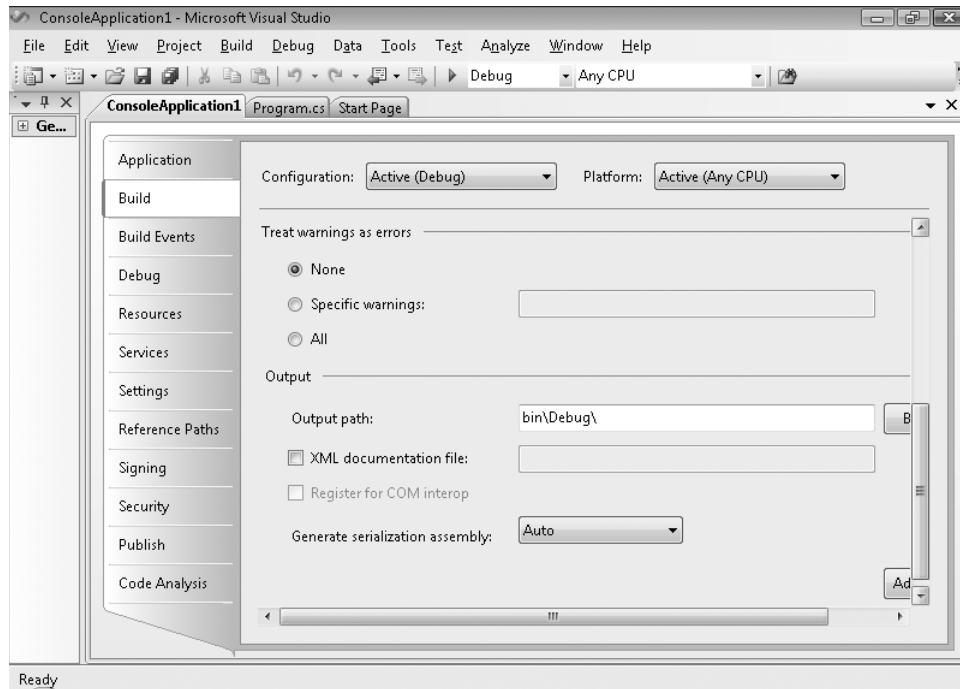 ConsoleApplication1 - Microsoft Visual Studio
File Edit View Project Build Debug Data Tools Test Analyze Window Help
Debug Any CPU
ConsoleApplication1 Program.cs Start Page
Ge...
Application
Build
Build Events
Debug
Resources
Services
Settings
Reference Paths
Signing
Security
Publish
Code Analysis
Configuration: Active (Debug) Platform: Active (Any CPU)
Treat warnings as errors
None
Specific warnings:
All
Output
Output path: bin\Debug\ B
XML documentation file:
Register for COM interop
Generate serialization assembly: Auto
Ad
Ready